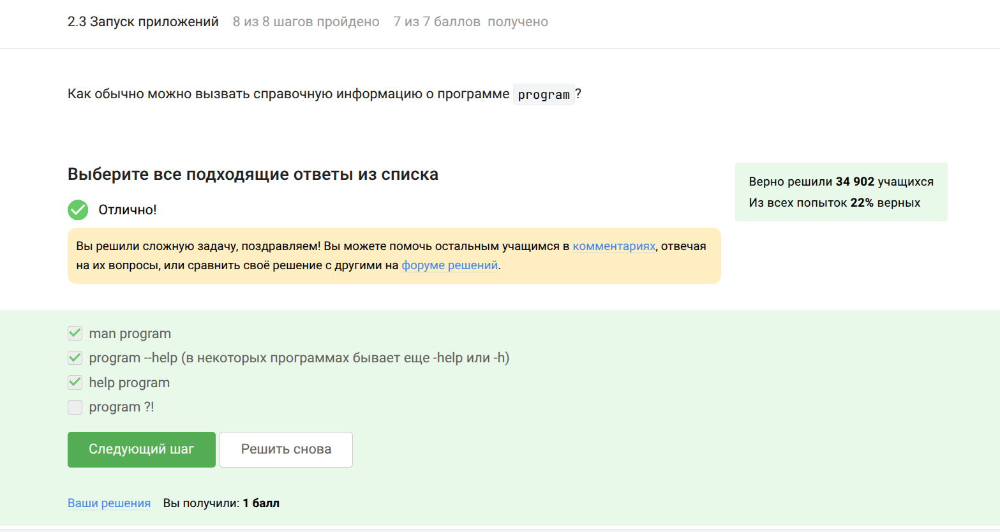 2.3 Запуск приложений 8 из 8 шагов пройдено 7 из 7 баллов получено
Как обычно можно вызвать справочную информацию о программе program?
Выберите все подходящие ответы из списка
Отлично!
Вы решили сложную задачу, поздравляем! Вы можете помочь остальным учащимся в комментариях, отвечая
на их вопросы, или сравнить своё решение с другими на форуме решений.
Верно решили 34 902 учащихся
Из всех попыток 22% верных
man program
program --help (в некоторых программах бывает еще -help или -h)
help program
program ?!
Следующий шаг
Решить снова
Ваши решения Вы получили: 1 балл